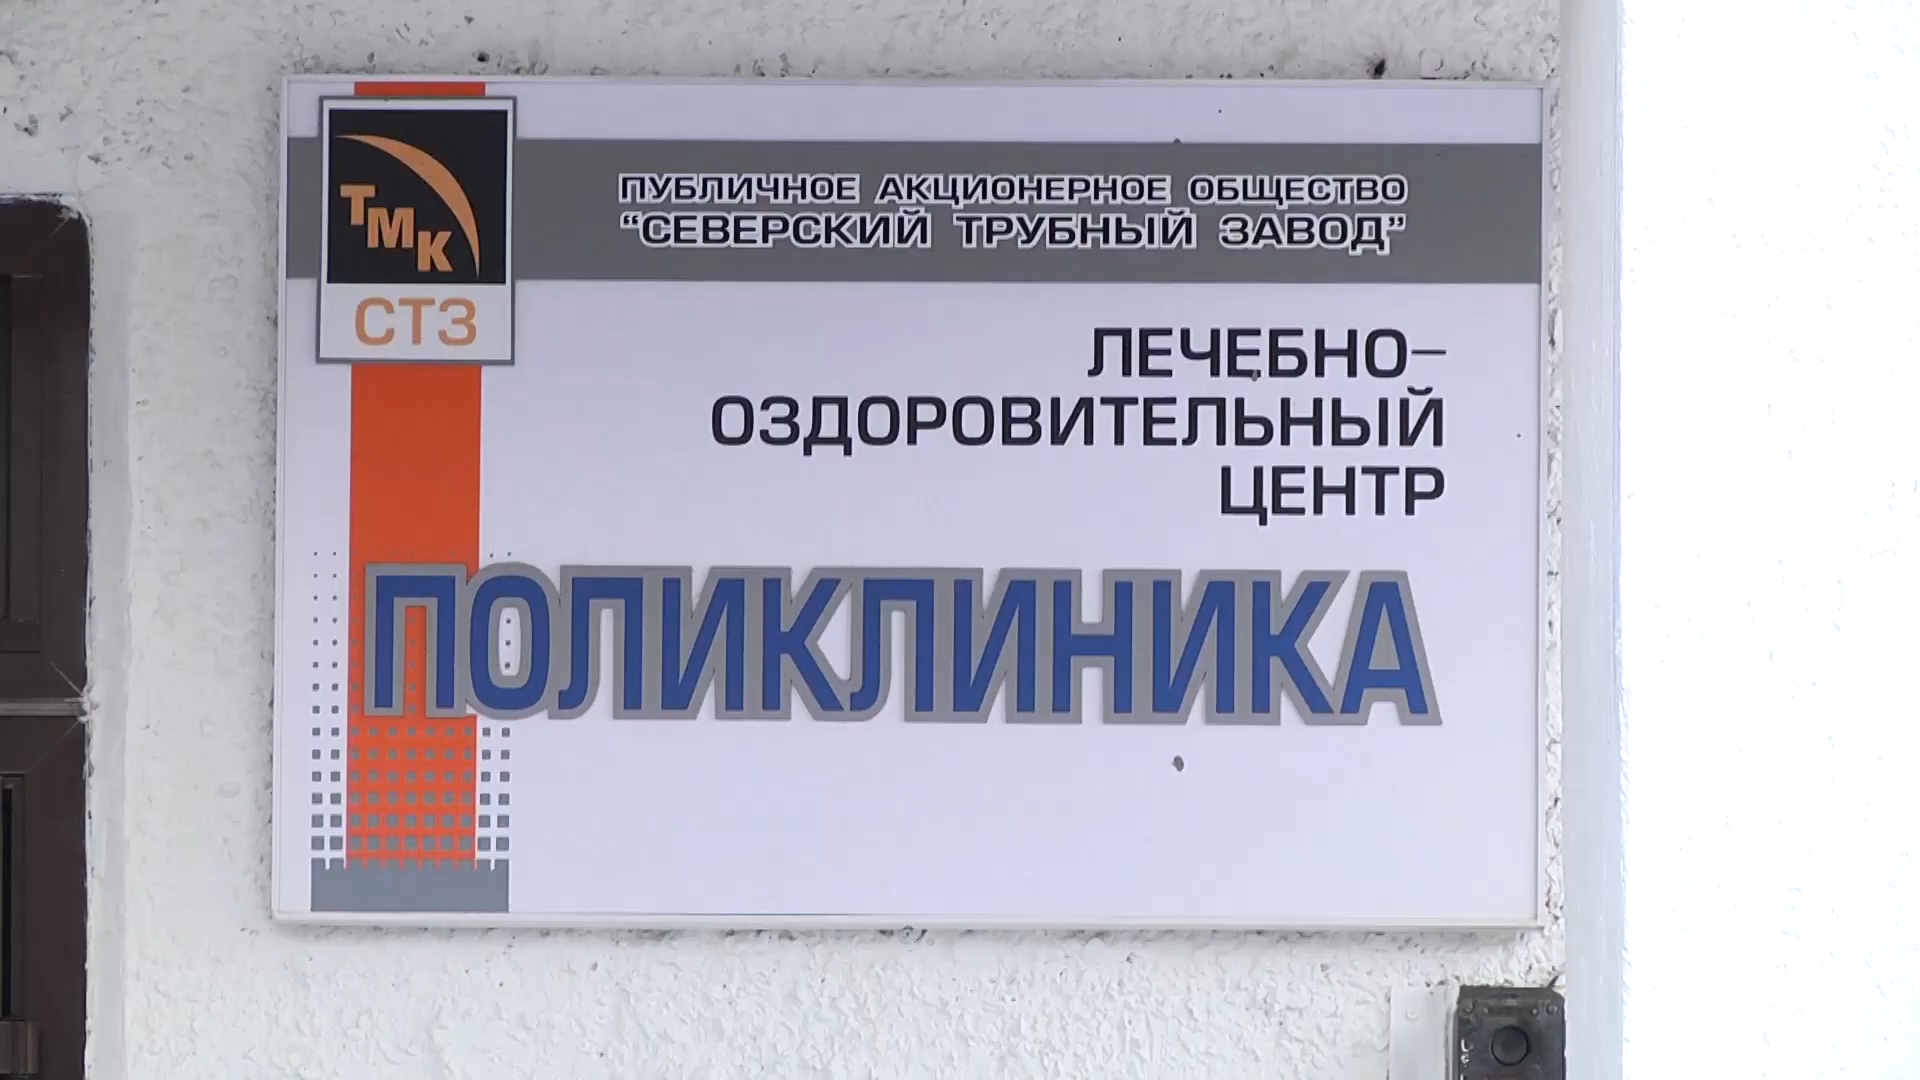 ТМК
СТЗ
ПУБЛИЧНОЕ АКЦИОНЕРНОЕ ОБЩЕСТВО
“СЕВЕРСКИЙ ТРУБНЫЙ ЗАВОД”
ЛЕЧЕБНО–
ОЗДОРОВИТЕЛЬНЫЙ
ЦЕНТР
ПОЛИКЛИНИКА